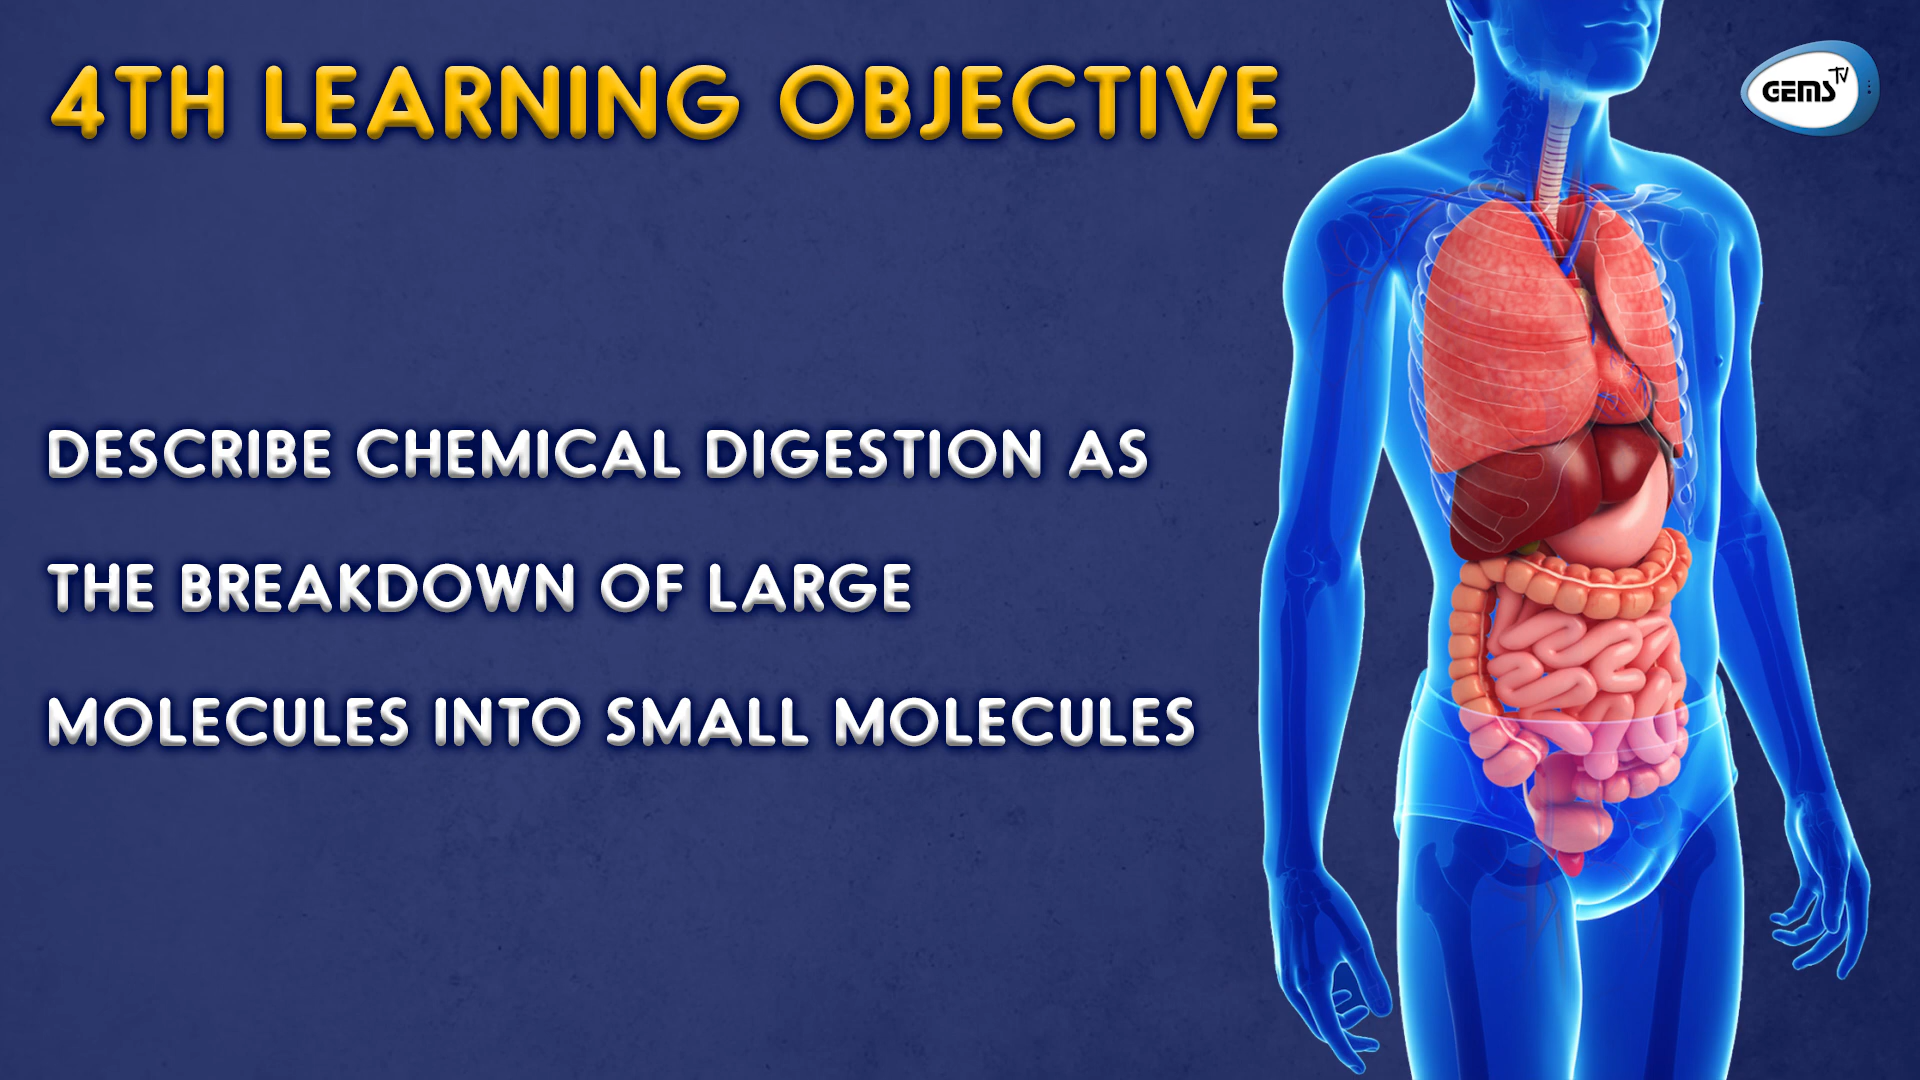 4TH LEARNING OBJECTIVE
GEMS TV
DESCRIBE CHEMICAL DIGESTION AS
THE BREAKDOWN OF LARGE
MOLECULES INTO SMALL MOLECULES